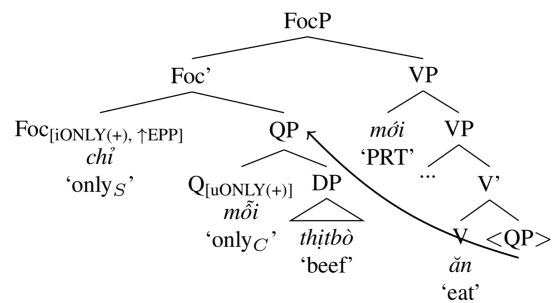 FocP
Foc’ VP
Foc[iONLY(+), ↑EPP] QP mới VP
chỉ ‘PRT’ ...
‘onlyS’ Q[uONLY(+)] DP V’
mỗi
‘onlyC’ thịtbò V <QP>
‘beef’ ăn
‘eat’